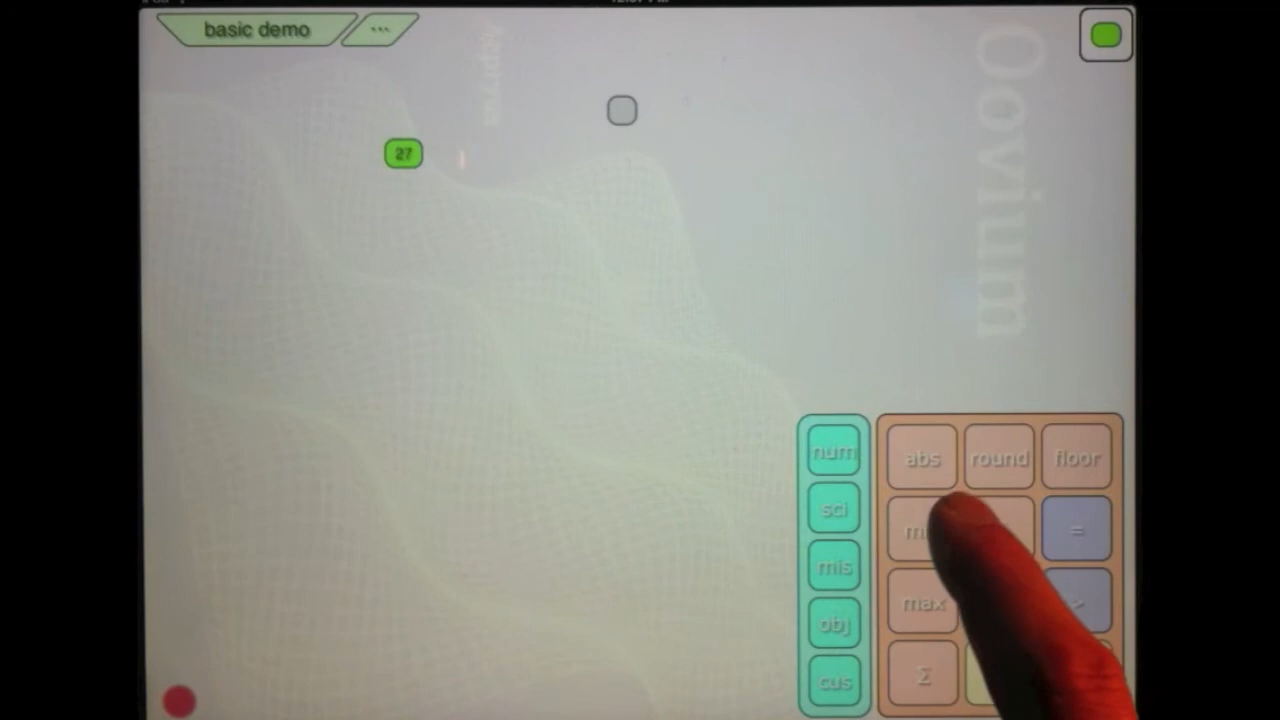 basic demo
...
27
Oovium
num
abs
round
floor
sci
=
mis
max
>
obj
Σ
cus